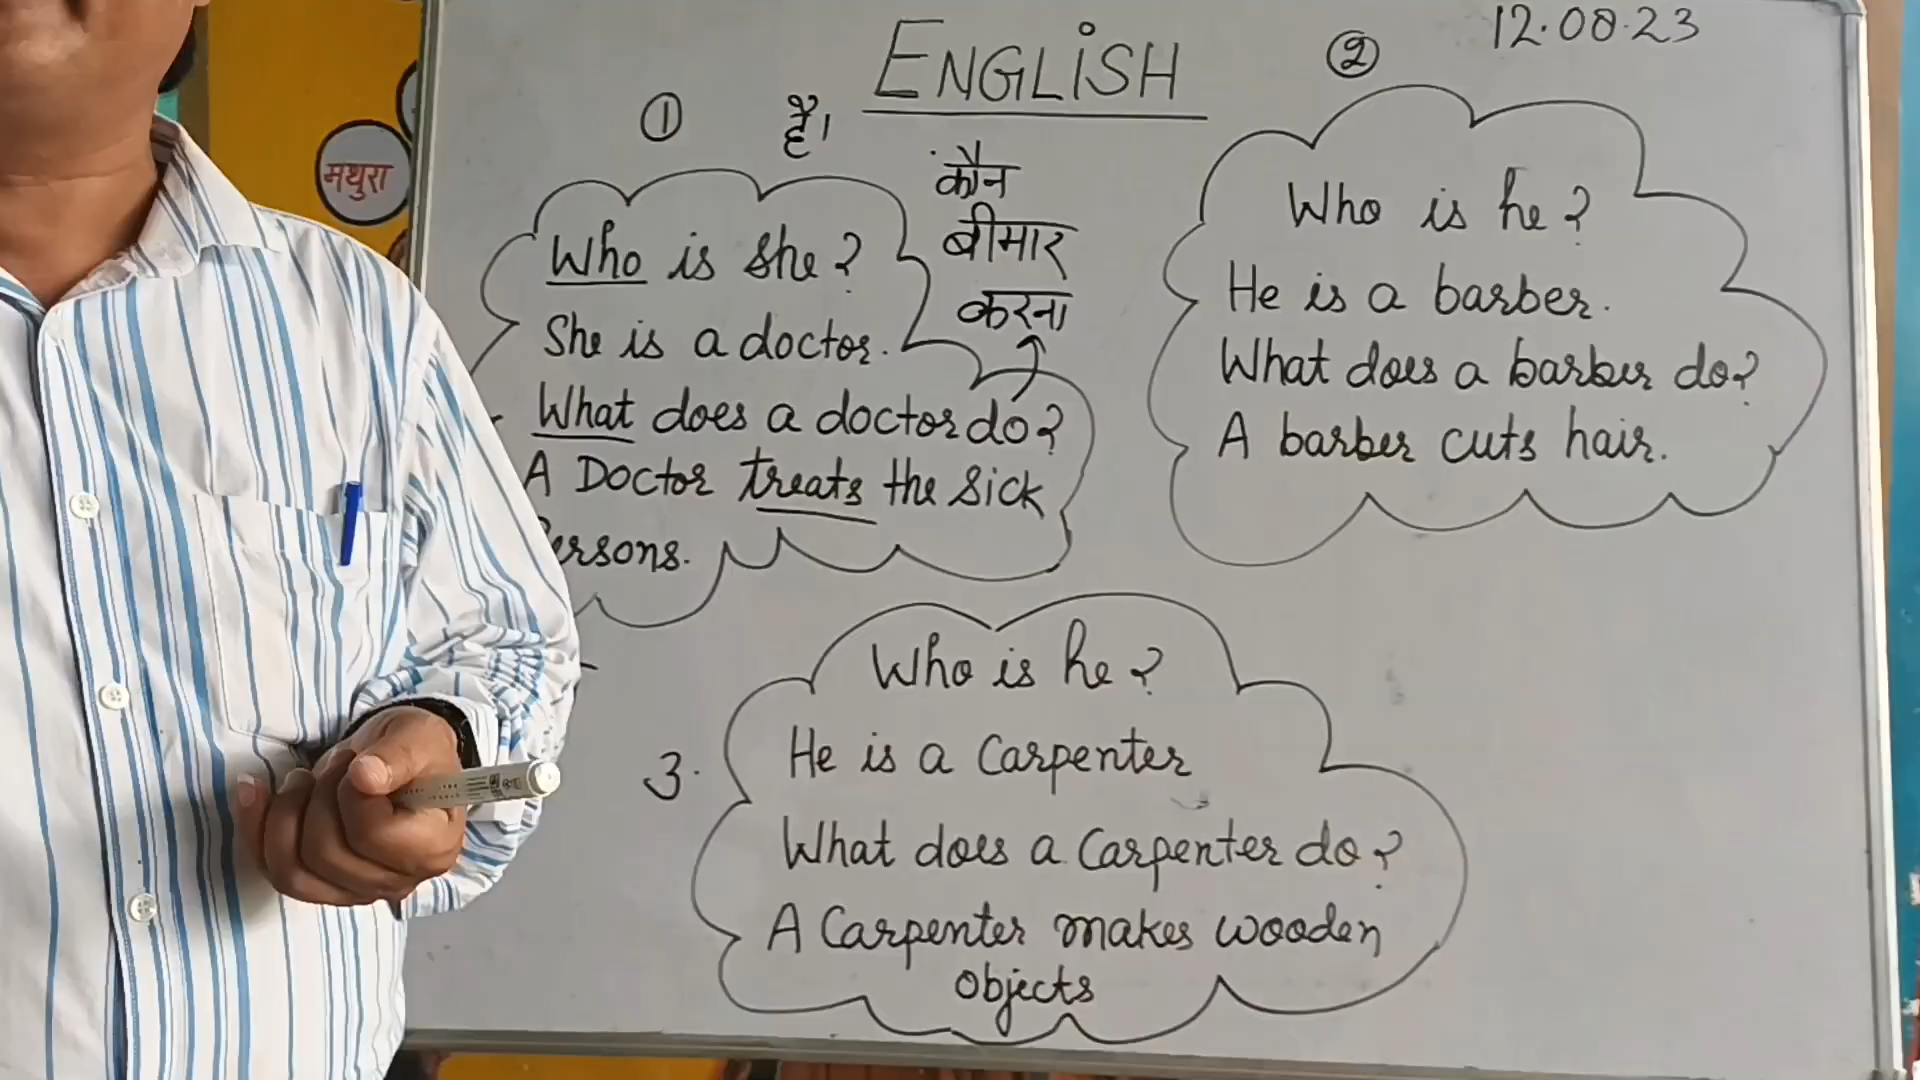 ENGLiSH
12.08.23
मथुरा
①
है।
कौन
बीमार
करना
Who is she?
She is a doctor.
What does a doctor do?
A Doctor treats the Sick
ersons.
②
Who is he?
He is a barber.
What does a barber do?
A barber cuts hair.
3.
Who is he?
He is a Carpenter
What does a Carpenter do?
A Carpenter makes wooden
objects